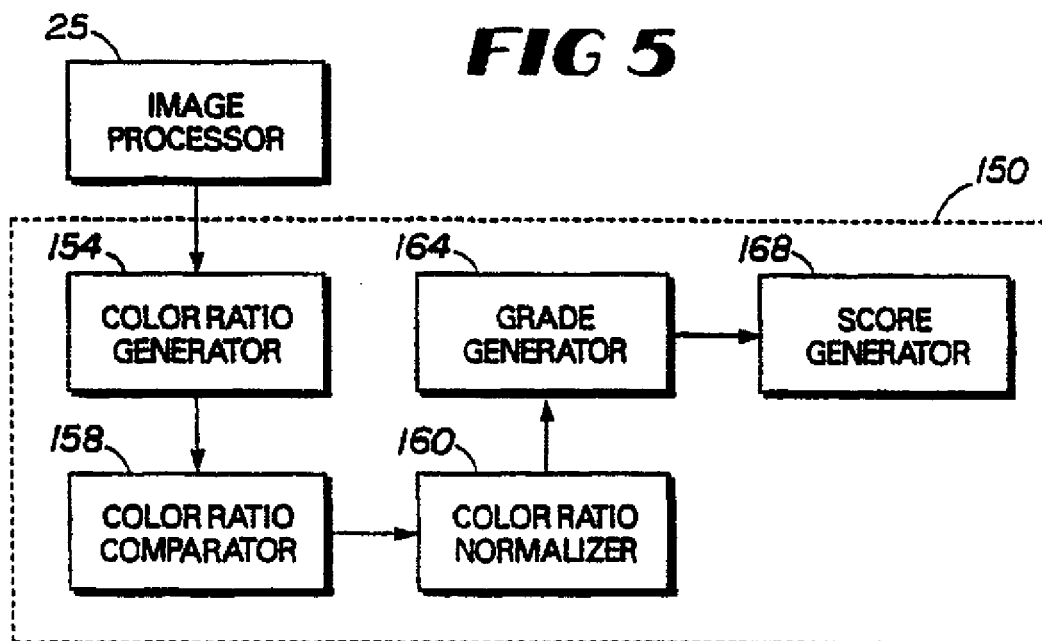 FIG 5
25
IMAGE
PROCESSOR
150
154
COLOR RATIO
GENERATOR
164
GRADE
GENERATOR
168
SCORE
GENERATOR
158
COLOR RATIO
COMPARATOR
160
COLOR RATIO
NORMALIZER